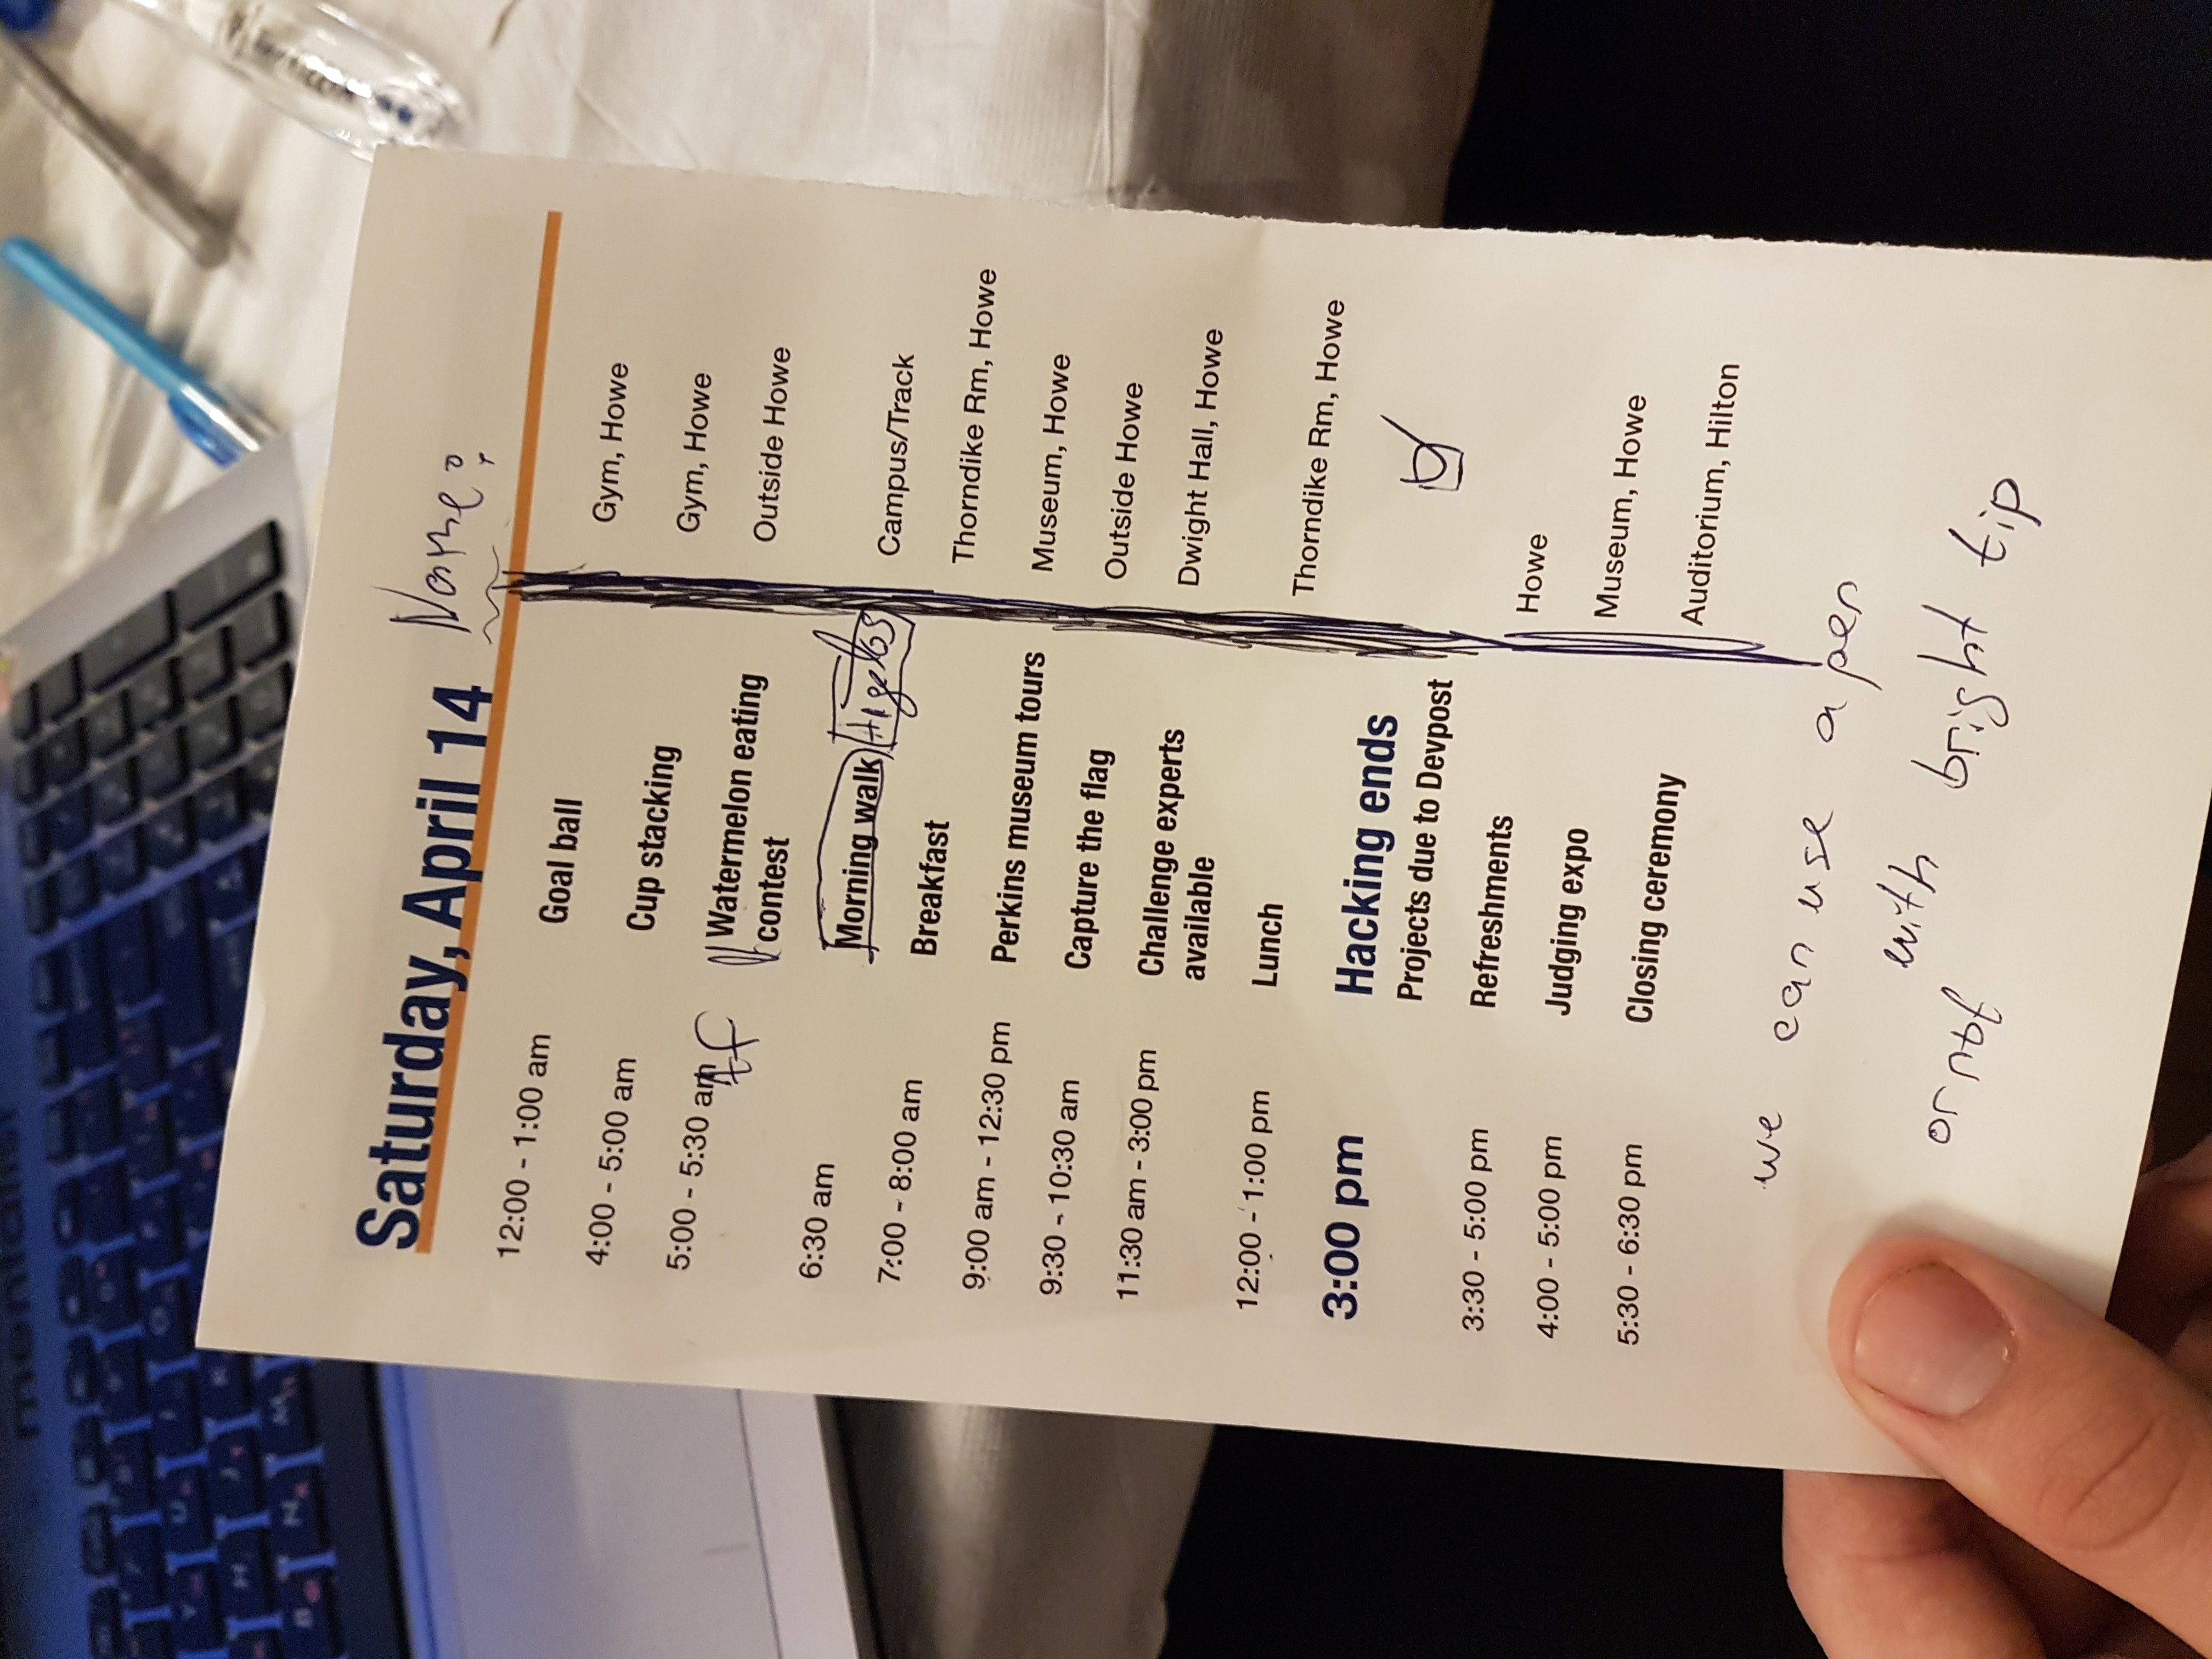 mentalist
Saturday, April 14 Name:
12:00 - 1:00 am Goal ball Gym, Howe
4:00 - 5:00 am Cup stacking Gym, Howe
5:00 - 5:30 am tf Watermelon eating Outside Howe
contest
6:30 am Morning walk Campus/Track
7:00 - 8:00 am Breakfast Thorndike Rm, Howe
9:00 am - 12:30 pm Perkins museum tours Museum, Howe
9:30 - 10:30 am Capture the flag Outside Howe
11:30 am - 3:00 pm Challenge experts Dwight Hall, Howe
available
12:00 - 1:00 pm Lunch Thorndike Rm, Howe
3:00 pm Hacking ends
Projects due to Devpost
3:30 - 5:00 pm Refreshments Howe
4:00 - 5:00 pm Judging expo Museum, Howe
5:30 - 6:30 pm Closing ceremony Auditorium, Hilton
we can use a pen
with bright tip
or not